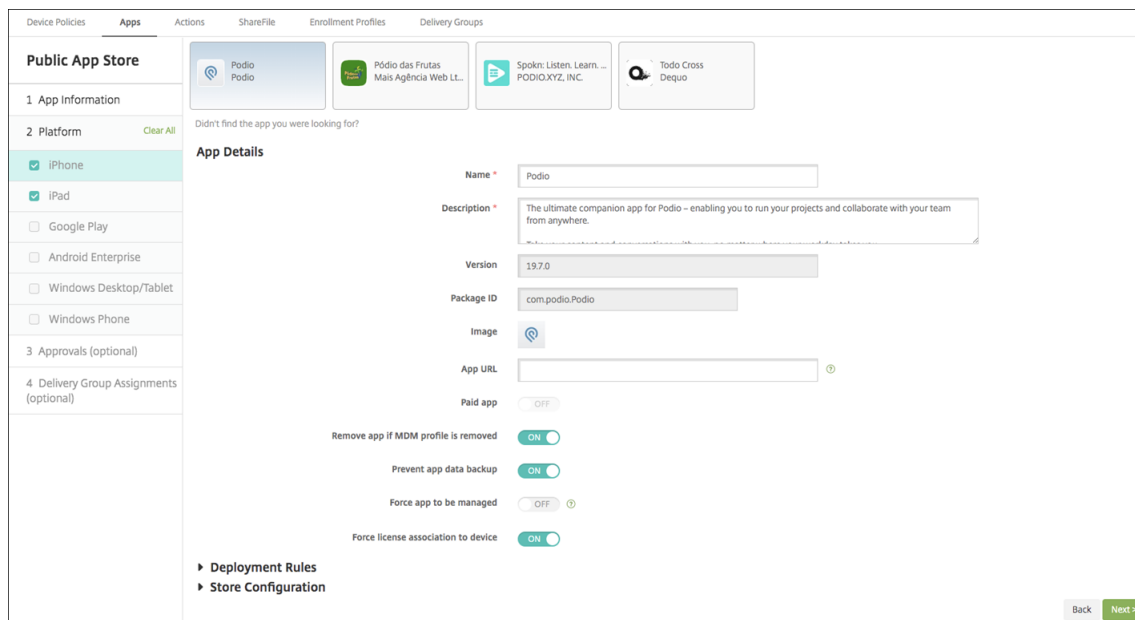 Device Policies
Apps
Actions
ShareFile
Enrollment Profiles
Delivery Groups
Public App Store
1 App Information
2 Platform
Clear All
iPhone
iPad
Google Play
Android Enterprise
Windows Desktop/Tablet
Windows Phone
3 Approvals (optional)
4 Delivery Group Assignments
(optional)
Podio
Podio
Pódio das Frutas
Mais Agência Web Lt...
Spokn: Listen. Learn. ...
PODIO.XYZ, INC.
Todo Cross
Dequo
Didn't find the app you were looking for?
App Details
Name *
Podio
Description *
The ultimate companion app for Podio – enabling you to run your projects and collaborate with your team
from anywhere.
Version
19.7.0
Package ID
com.podio.Podio
Image
App URL
Paid app
OFF
Remove app if MDM profile is removed
ON
Prevent app data backup
ON
Force app to be managed
OFF
Force license association to device
ON
Deployment Rules
Store Configuration
Back
Next >